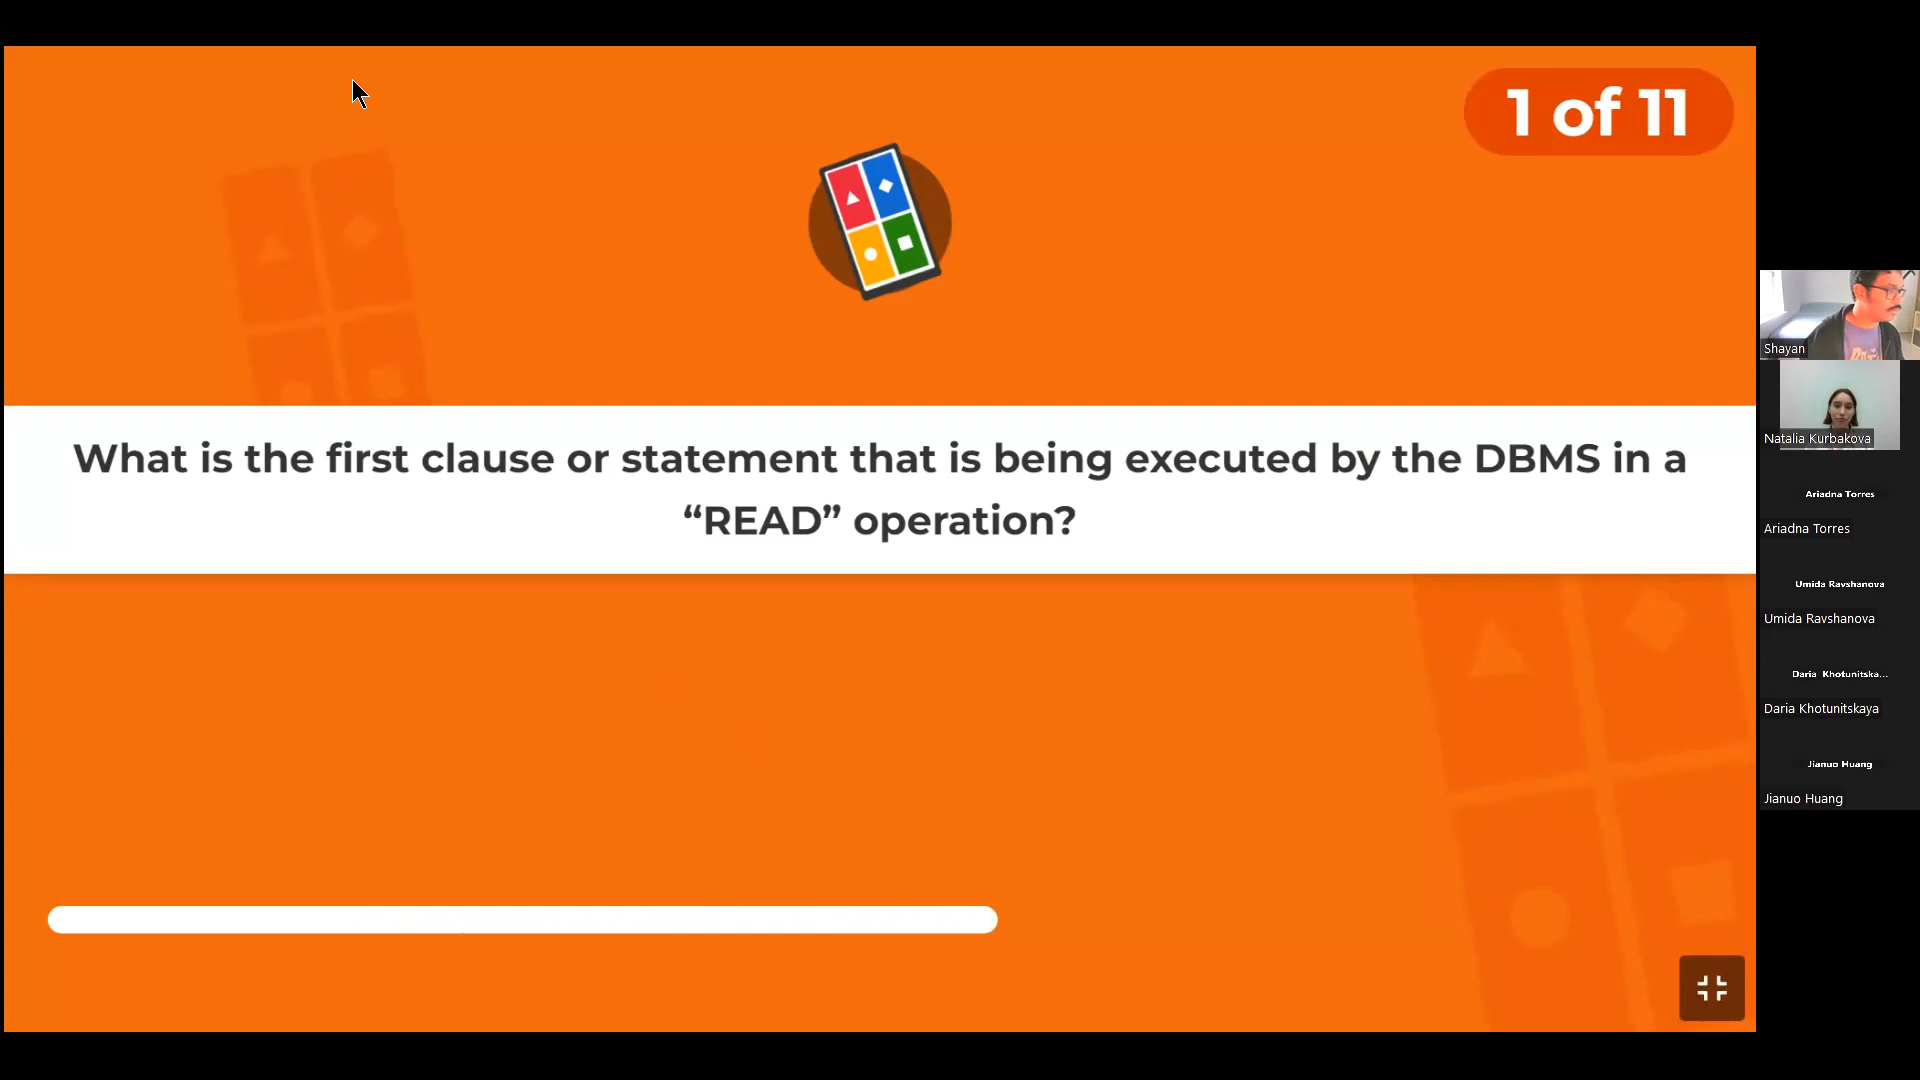 1 of 11
What is the first clause or statement that is being executed by the DBMS in a
“READ” operation?
Shayan
Natalia Kurbakova
Ariadna Torres
Ariadna Torres
Umida Ravshanova
Umida Ravshanova
Daria Khotunitska...
Daria Khotunitskaya
Jianuo Huang
Jianuo Huang